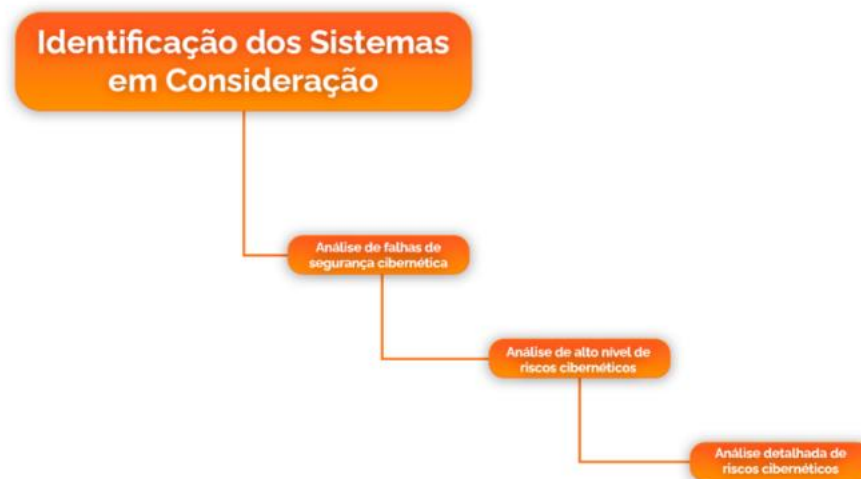 Identificação dos Sistemas
em Consideração
Análise de falhas de
segurança cibernética
Análise de alto nível de
riscos cibernéticos
Análise detalhada de
riscos cibernéticos